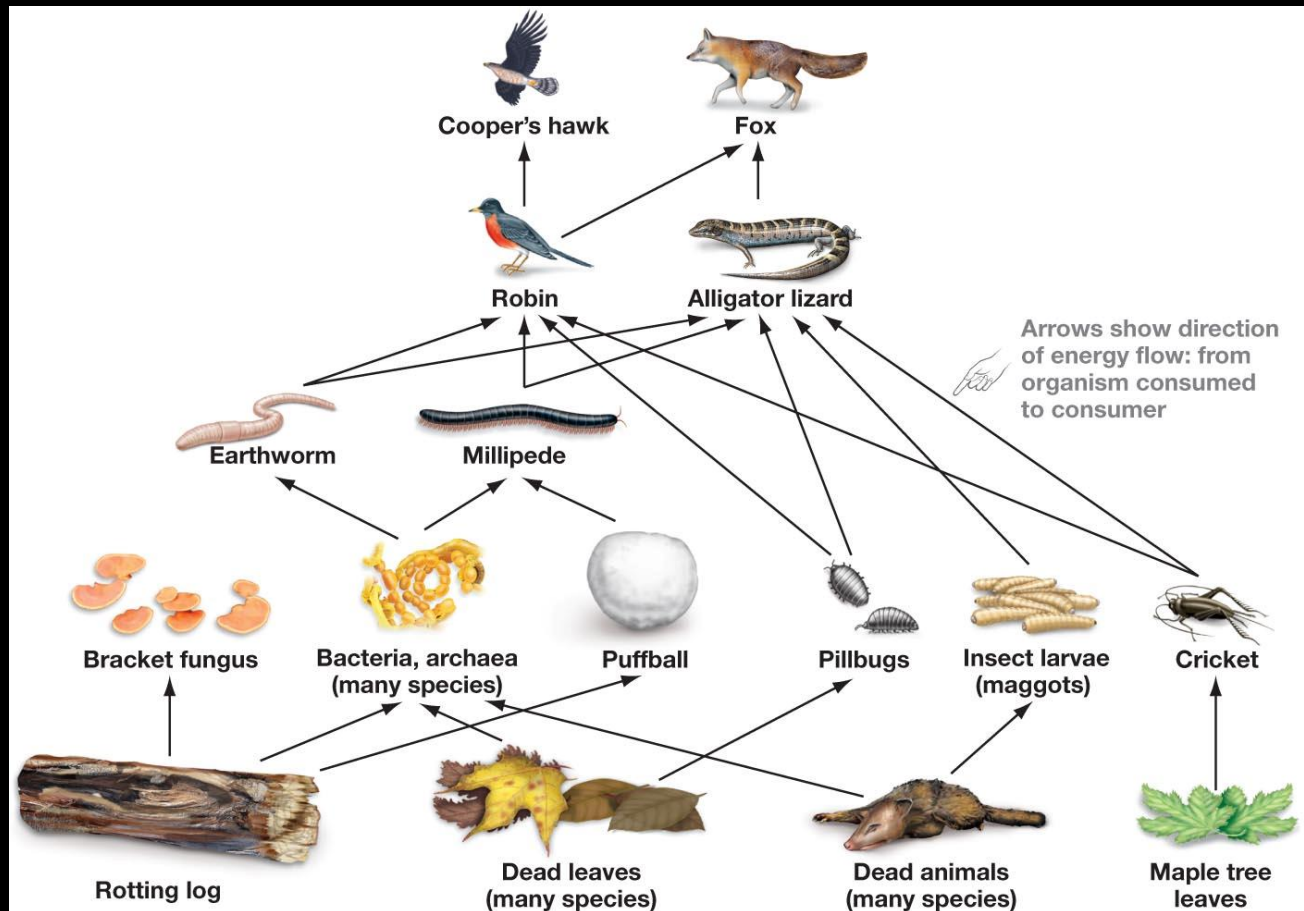 Cooper's hawk
Fox
Robin
Alligator lizard
Arrows show direction
of energy flow: from
organism consumed
to consumer
Earthworm
Millipede
Bracket fungus
Bacteria, archaea
(many species)
Puffball
Pillbugs
Insect larvae
(maggots)
Cricket
Rotting log
Dead leaves
(many species)
Dead animals
(many species)
Maple tree
leaves